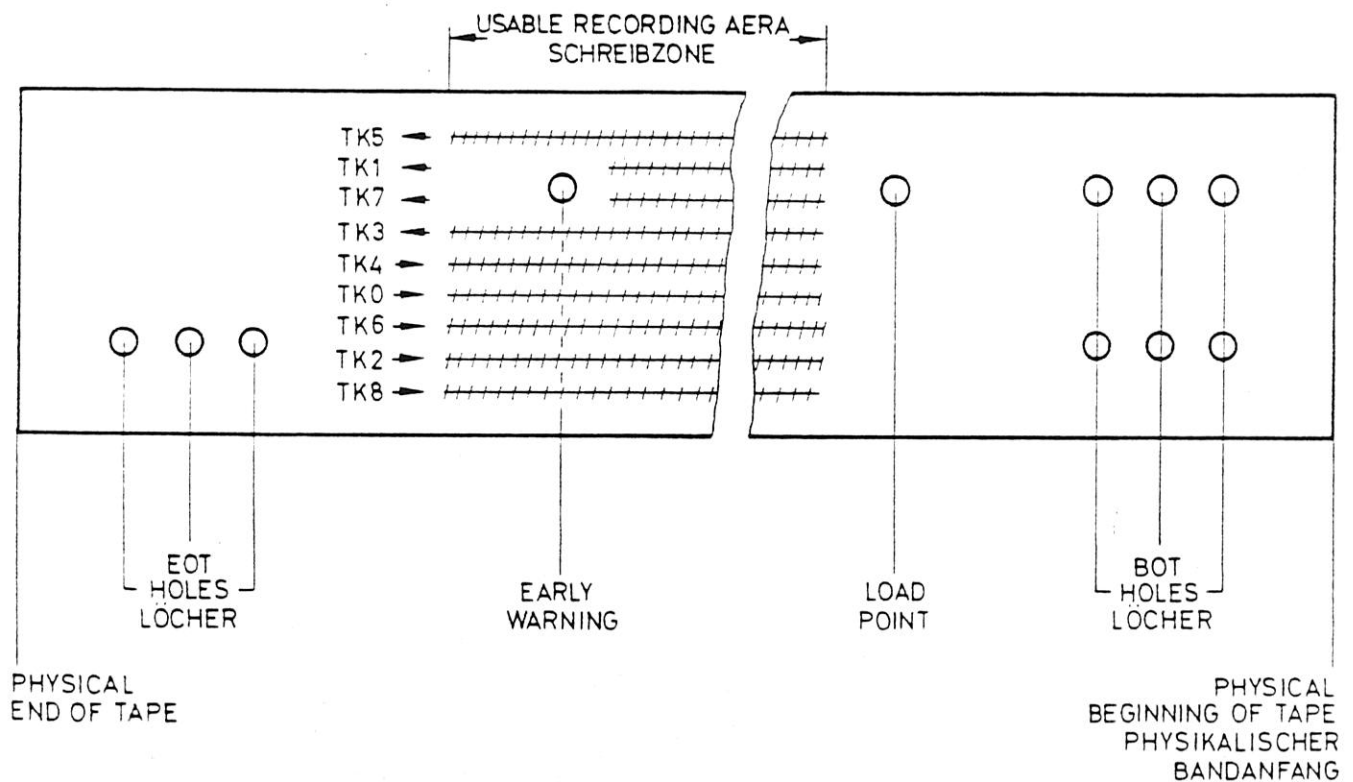 USABLE RECORDING AERA
SCHREIBZONE
TK5
TK1
TK7
TK3
TK4
TK0
TK6
TK2
TK8
EOT
HOLES
LÖCHER
EARLY
WARNING
LOAD
POINT
BOT
HOLES
LÖCHER
PHYSICAL
END OF TAPE
PHYSICAL
BEGINNING OF TAPE
PHYSIKALISCHER
BANDANFANG